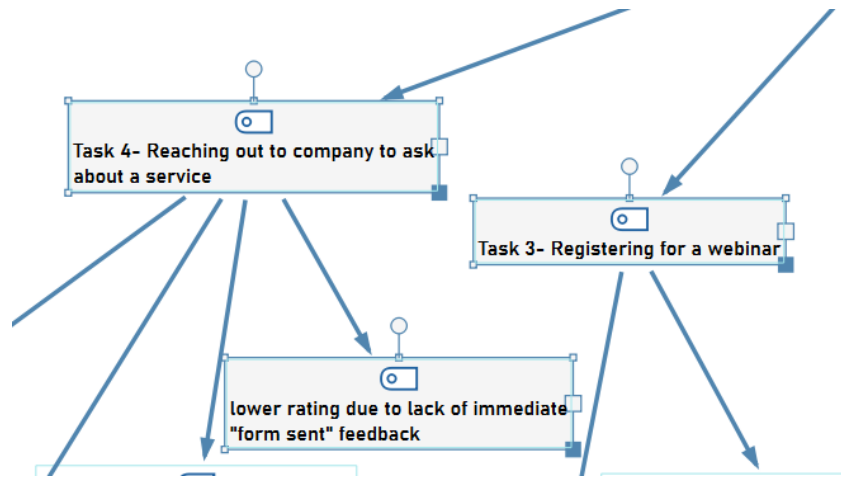 Task 4- Reaching out to company to ask
about a service
Task 3- Registering for a webinar
lower rating due to lack of immediate
"form sent" feedback